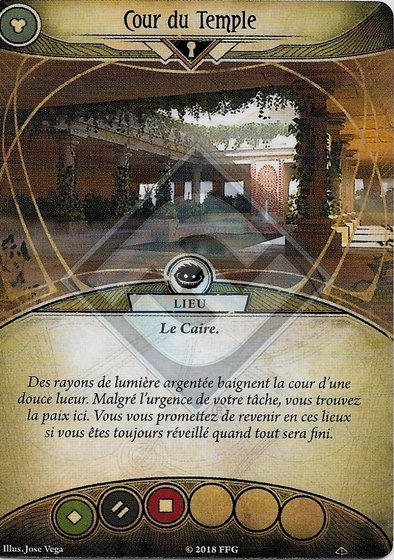 Cour du Temple
LIEU
Le Caire.
Des rayons de lumière argentée baignent la cour d'une
douce lueur. Malgré l'urgence de votre tâche, vous trouvez
la paix ici. Vous vous promettez de revenir en ces lieux
si vous êtes toujours réveillé quand tout sera fini.
Illus. Jose Vega
© 2018 FFG